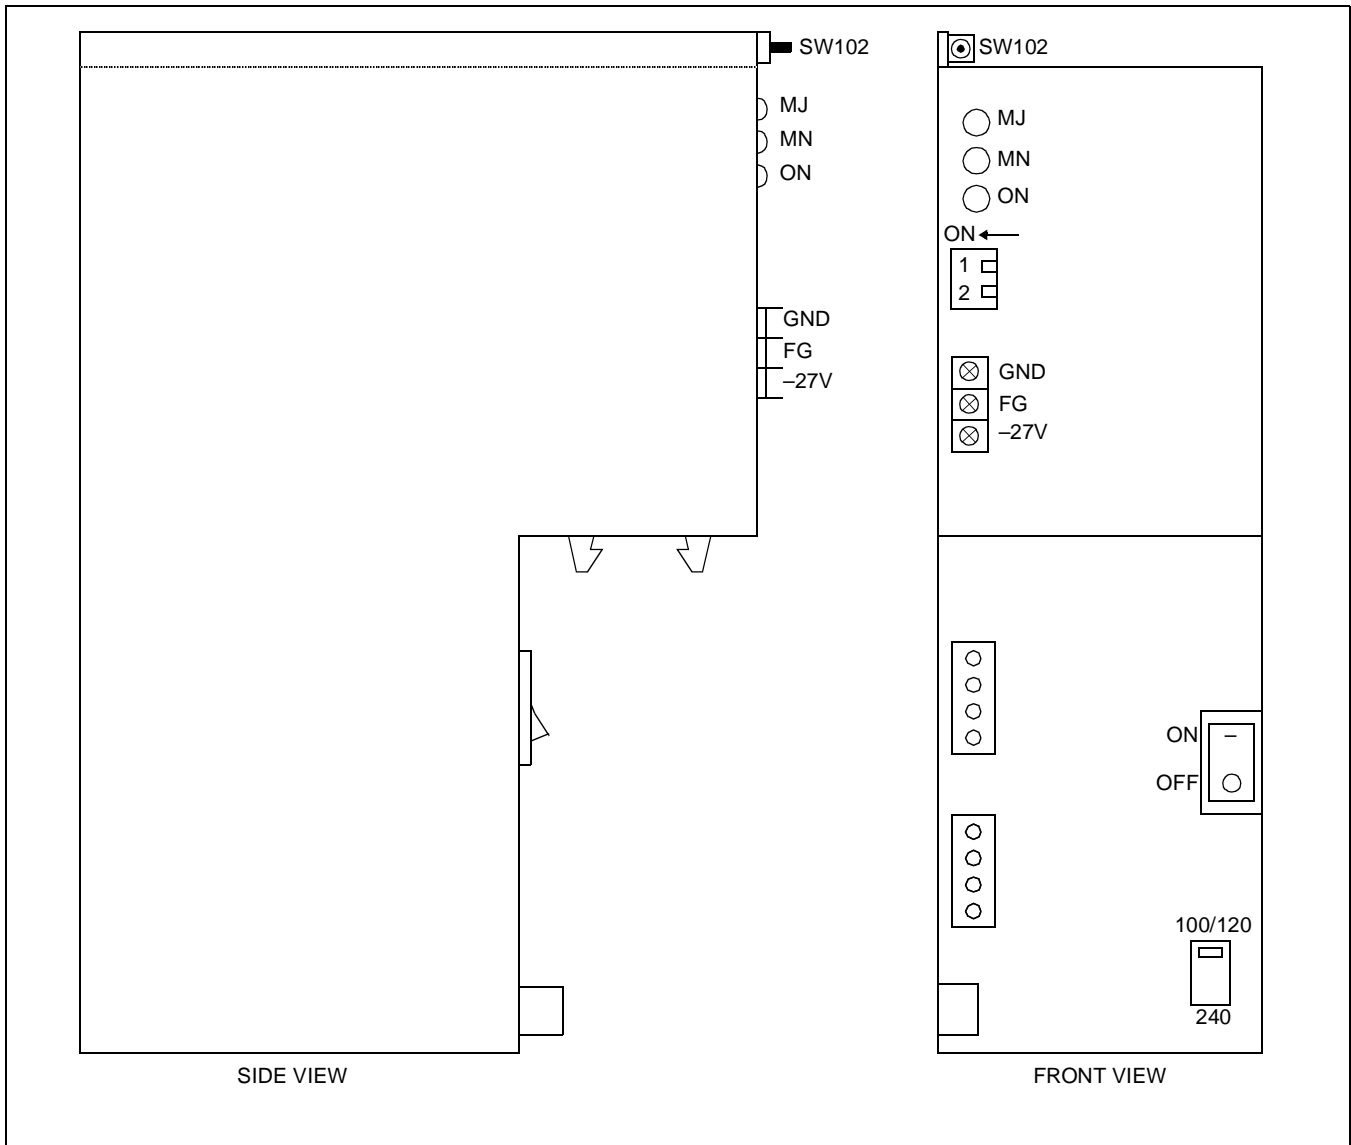 SW102
MJ
MN
ON
GND
FG
–27V
SIDE VIEW
SW102
MJ
MN
ON
ON
1
2
GND
FG
–27V
ON –
OFF
100/120
240
FRONT VIEW